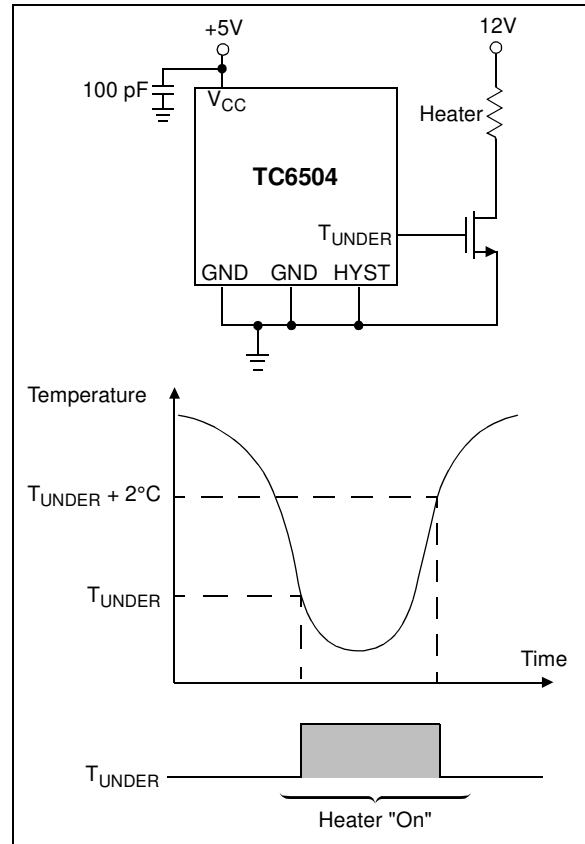 +5V
12V
100 pF
VCC
Heater
TC6504
TUNDER
GND GND HYST
Temperature
TUNDER + 2°C
TUNDER
Time
TUNDER
Heater "On"